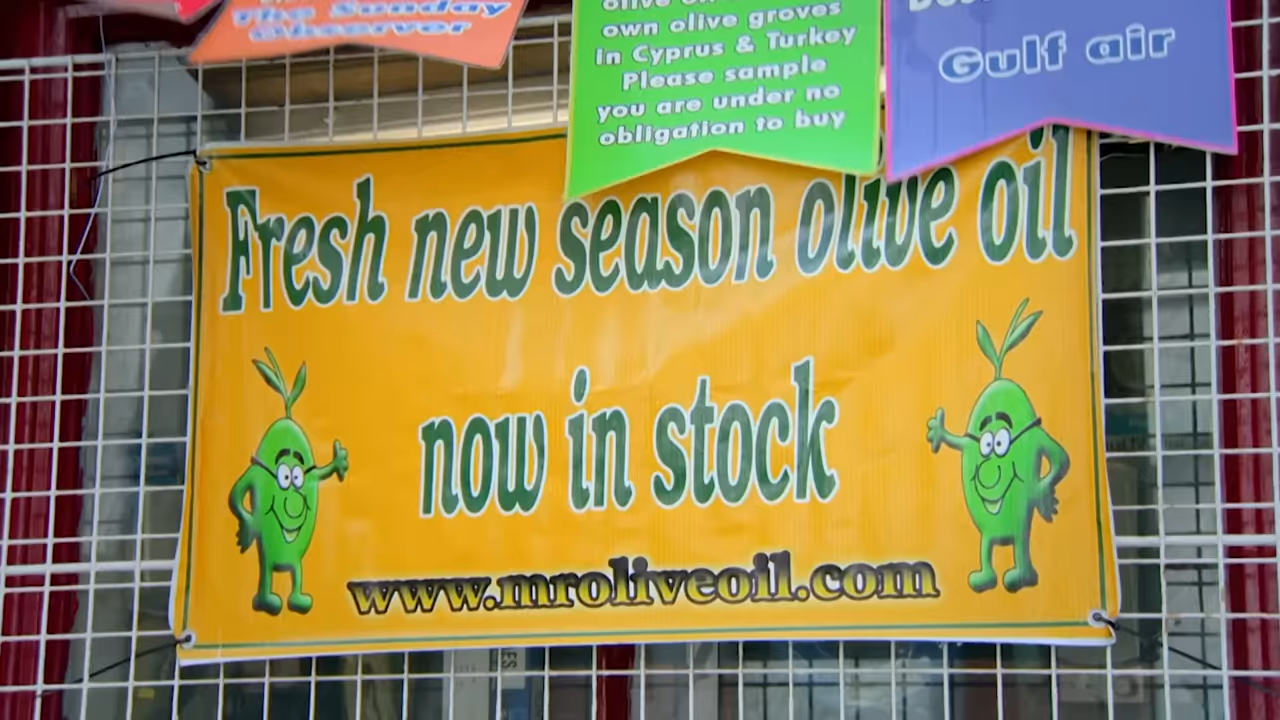 The Sunday
Observer
own olive groves
in Cyprus & Turkey
Please sample
you are under no
obligation to buy
Gulf air
Fresh new season olive oil
now in stock
www.mroliveoil.com